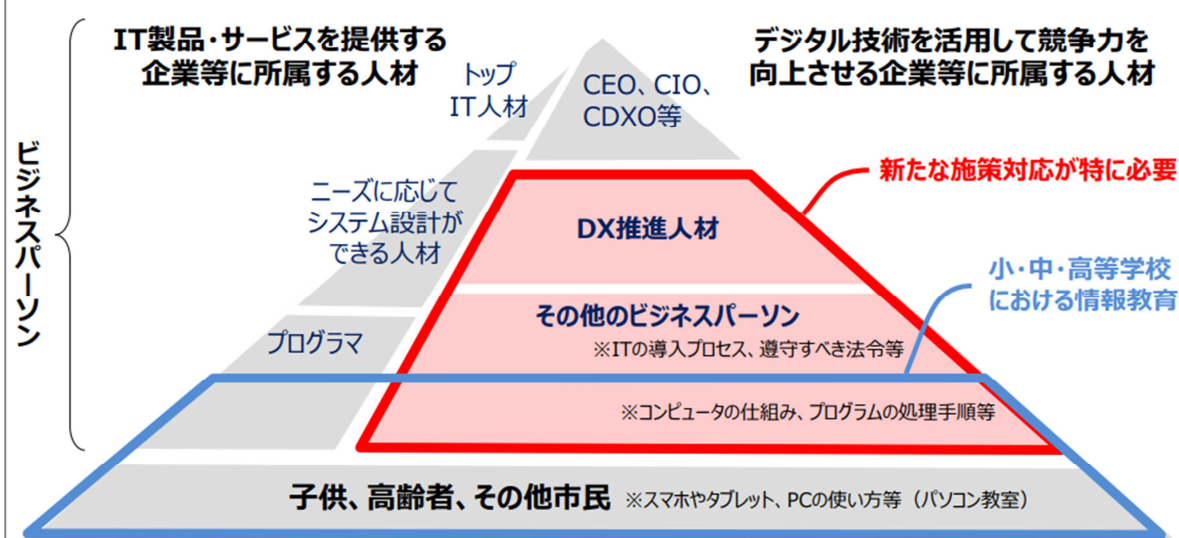 IT製品・サービスを提供する
企業等に所属する人材
デジタル技術を活用して競争力を
向上させる企業等に所属する人材
ビジネスパーソン
トップ
IT人材
CEO、CIO、
CDXO等
新たな施策対応が特に必要
ニーズに応じて
システム設計が
できる人材
DX推進人材
小・中・高等学校
における情報教育
プログラマ
その他のビジネスパーソン
※ITの導入プロセス、遵守すべき法令等
※コンピュータの仕組み、プログラムの処理手順等
子供、高齢者、その他市民 ※スマホやタブレット、PCの使い方等（パソコン教室）